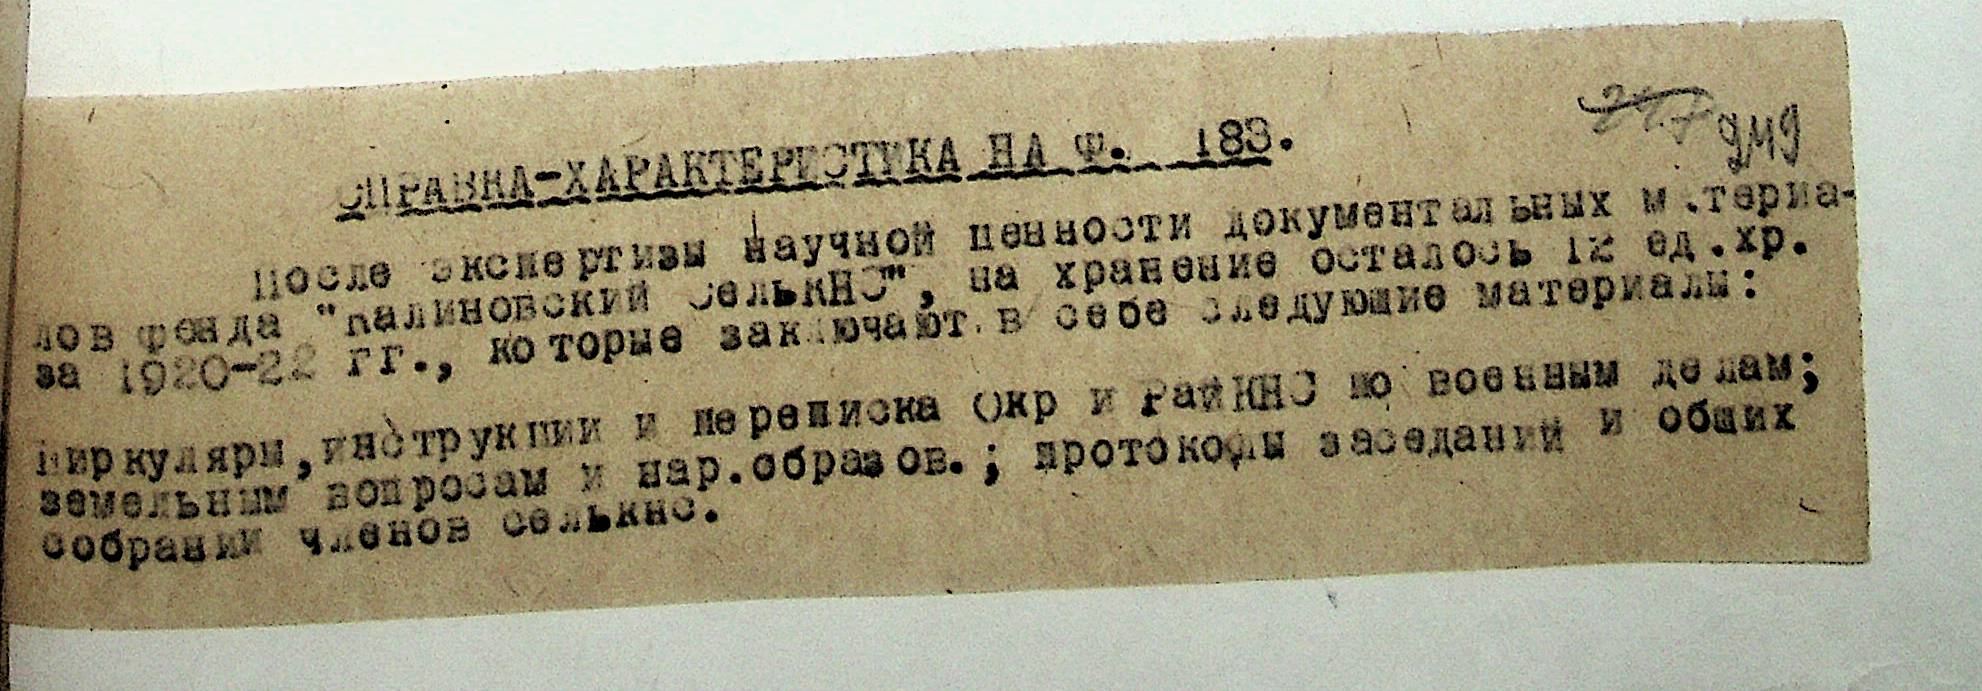 СПРАВКА-ХАРАКТЕРИСТИКА НА Ф. 183.
После экспертизы научной ценности документальных м.териа-
лов фонда "Калиновский СелькНС", на хранение осталось 12 ед.хр.
за 1920-22 гг., которые заключают в себе следующие материалы:
циркуляры, инструкции и переписка Окр и РайКНС по военным делам;
земельным вопросам и нар.образов.; протоколы заседаний и общих
собраний членов селькнс.